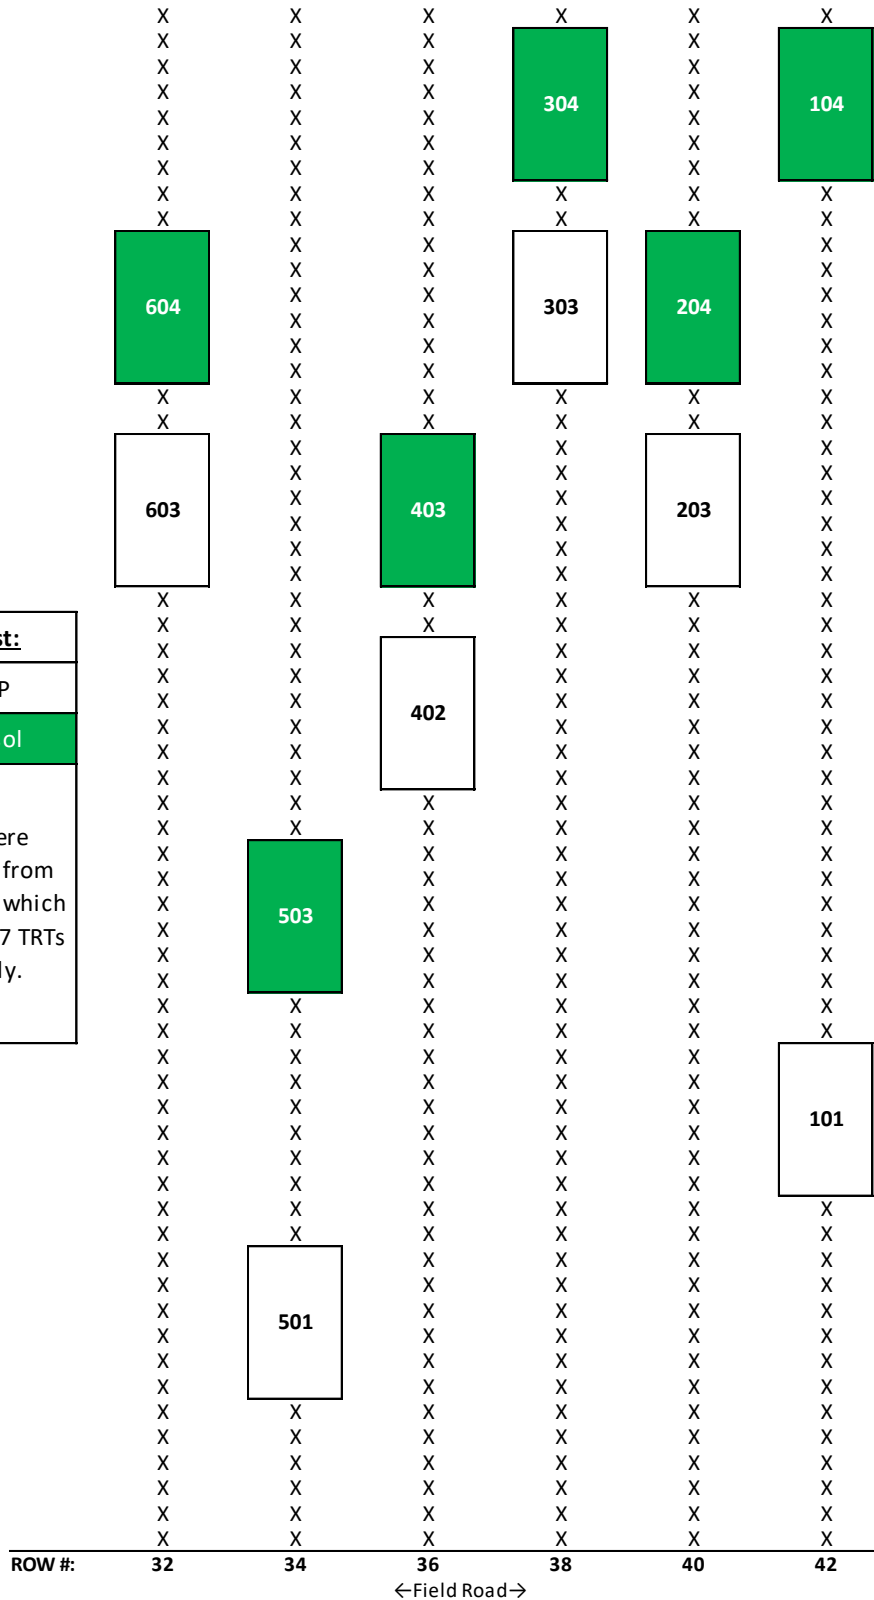 X X X X X X
X X X X
X X X X
X X X X
304 104
X X X X
X X X X
X X X X
X X X X X X
X X X X X X
X X X
X X X
X X X
604 303 204
X X X
X X X
X X X
X X X X X X
X X X X X X
X X X
X X X
X X X
603 403 203
X X X
X X X
X X X
X X X X X X
X X X X X X
st:
X X X X X
X X X X X
P
X X X X X
402
X X X X X
ol
X X X X X
X X X X X
X X X X X X
X X X X X X
ere
X X X X X
from
X X X X X
which
X X X X X
503
7 TRTs
X X X X X
X X X X X
ly.
X X X X X
X X X X X X
X X X X X X
X X X X X
X X X X X
X X X X X
101
X X X X X
X X X X X
X X X X X
X X X X X X
X X X X X X
X X X X X
X X X X X
X X X X X
501
X X X X X
X X X X X
X X X X X
X X X X X X
X X X X X X
X X X X X X
X X X X X X
X X X X X X
X X X X X X
ROW #: 32 34 36 38 40 42
←Field Road→